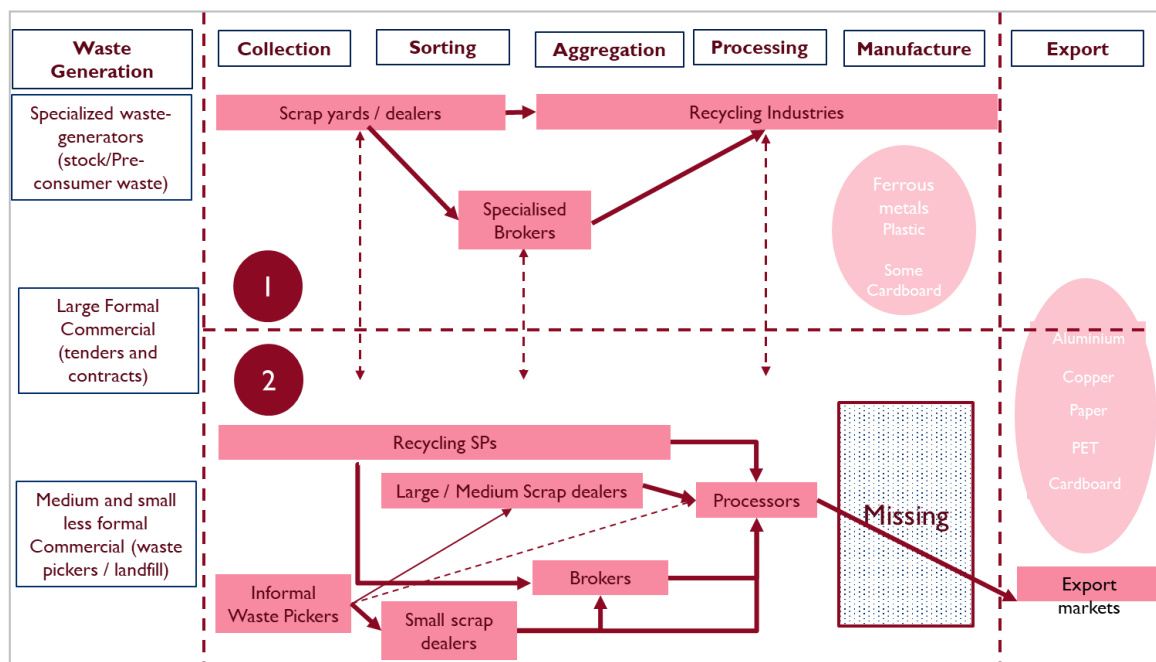 Waste
Generation
Collection
Sorting
Aggregation
Processing
Manufacture
Export
Specialized waste-
generators
(stock/Pre-
consumer waste)
Scrap yards / dealers
Recycling Industries
Specialised
Brokers
Ferrous
metals
Plastic
Some
Cardboard
1
Large Formal
Commercial
(tenders and
contracts)
2
Aluminium
Copper
Paper
PET
Cardboard
Recycling SPs
Large / Medium Scrap dealers
Processors
Missing
Medium and small
less formal
Commercial (waste
pickers / landfill)
Informal
Waste Pickers
Brokers
Small scrap
dealers
Export
markets